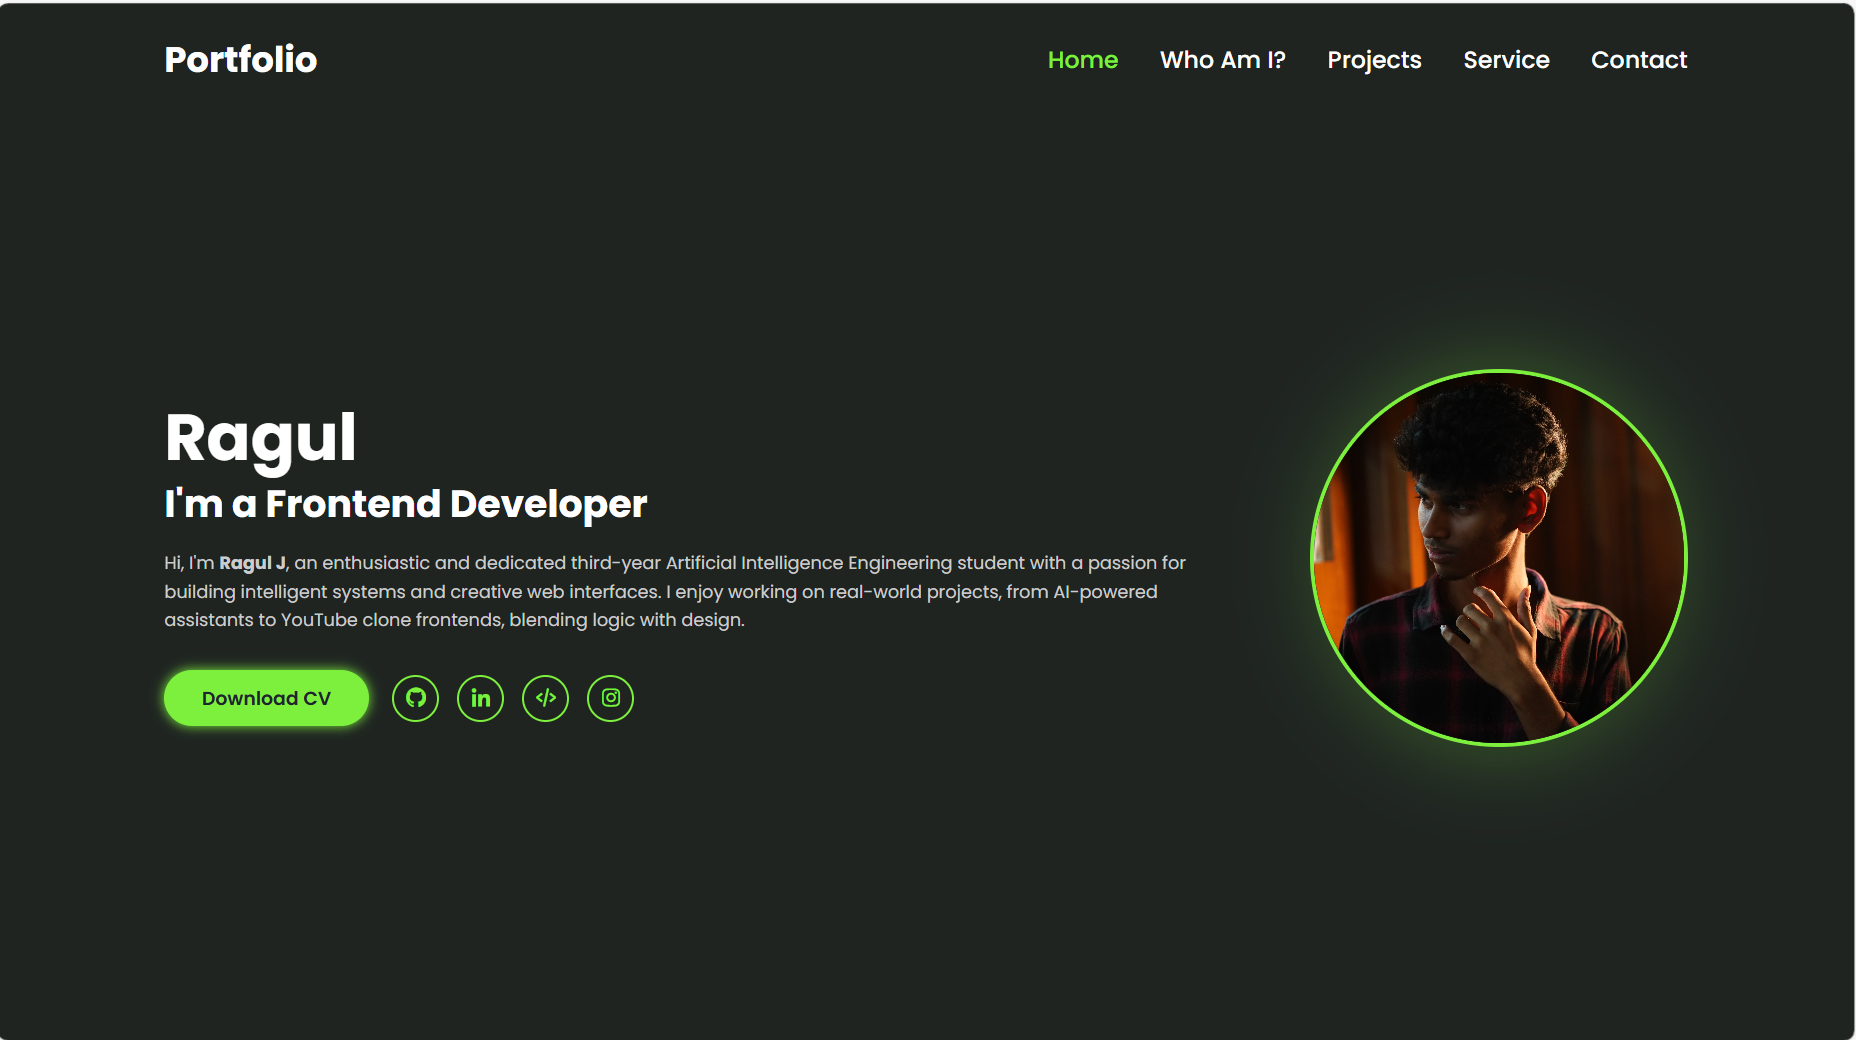 Portfolio
Home Who Am I? Projects Service Contact
Ragul
I'm a Frontend Developer
Hi, I'm Ragul J, an enthusiastic and dedicated third-year Artificial Intelligence Engineering student with a passion for
building intelligent systems and creative web interfaces. I enjoy working on real-world projects, from AI-powered
assistants to YouTube clone frontends, blending logic with design.
Download CV